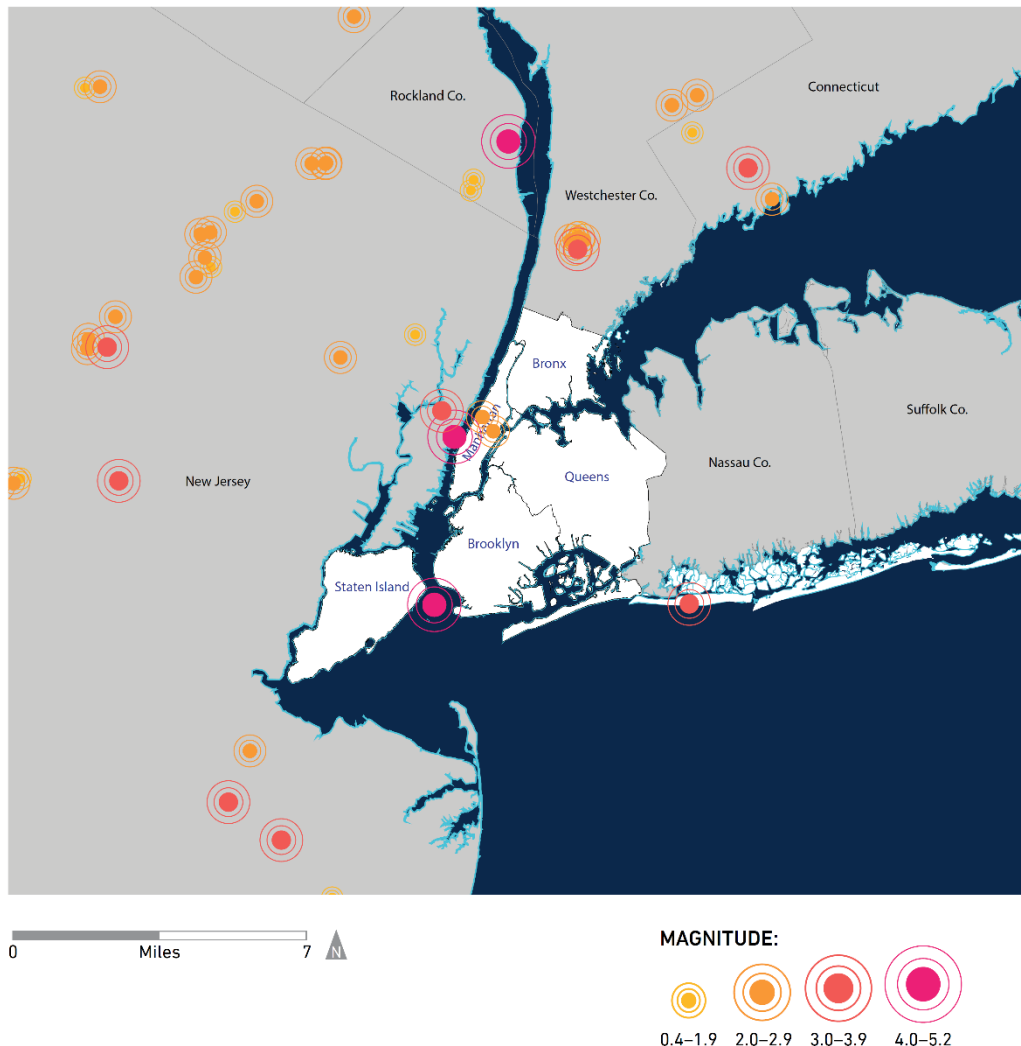 Connecticut
Rockland Co.
Westchester Co.
Bronx
Manhattan
Suffolk Co.
Nassau Co.
Queens
New Jersey
Brooklyn
Staten Island
0 Miles 7 N
MAGNITUDE:
0.4–1.9 2.0–2.9 3.0–3.9 4.0–5.2